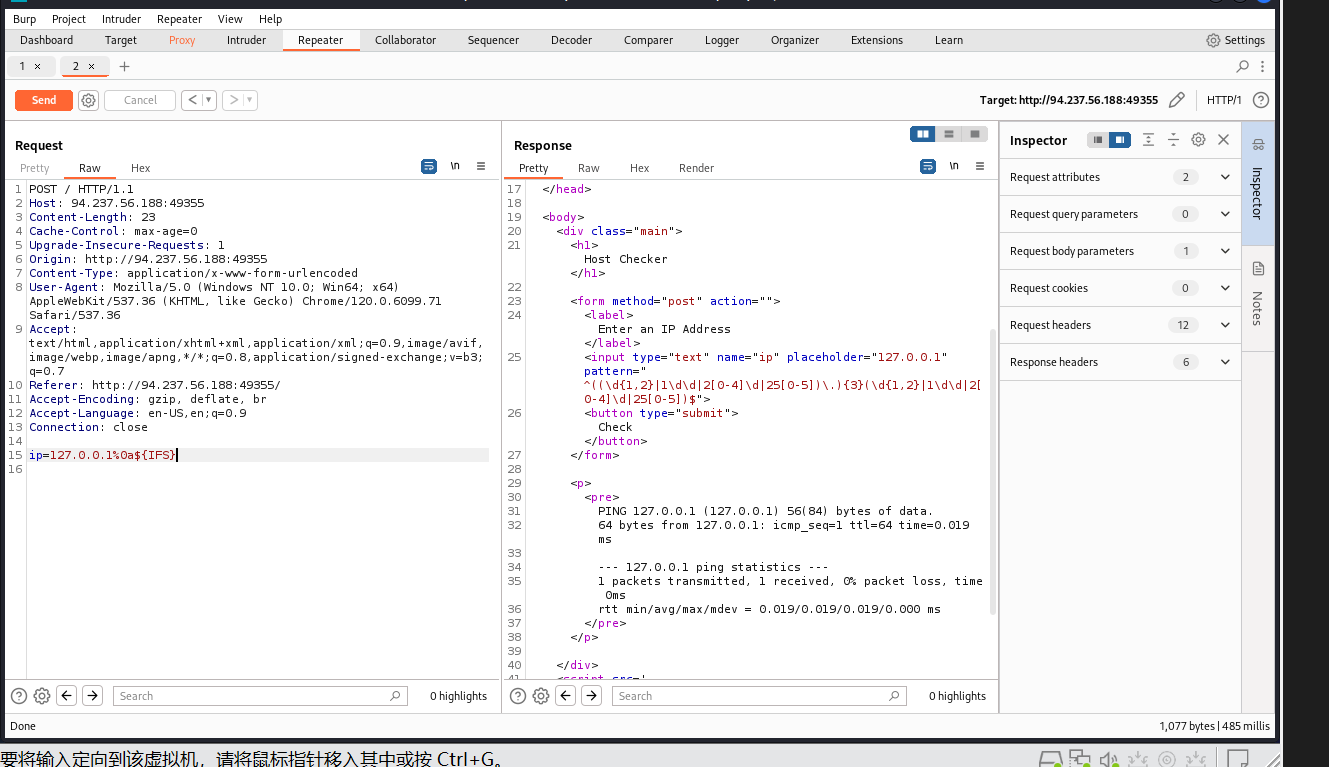 Burp Project Intruder Repeater View Help
Dashboard Target Proxy Intruder Repeater Collaborator Sequencer Decoder Comparer Logger Organizer Extensions Learn Settings
1 × 2 × +
Send Cancel < > Target: http://94.237.56.188:49355 HTTP/1
Request
Pretty Raw Hex \n
1 POST / HTTP/1.1
2 Host: 94.237.56.188:49355
3 Content-Length: 23
4 Cache-Control: max-age=0
5 Upgrade-Insecure-Requests: 1
6 Origin: http://94.237.56.188:49355
7 Content-Type: application/x-www-form-urlencoded
8 User-Agent: Mozilla/5.0 (Windows NT 10.0; Win64; x64)
AppleWebKit/537.36 (KHTML, like Gecko) Chrome/120.0.6099.71
Safari/537.36
9 Accept:
text/html,application/xhtml+xml,application/xml;q=0.9,image/avif,
image/webp,image/apng,*/*;q=0.8,application/signed-exchange;v=b3;
q=0.7
10 Referer: http://94.237.56.188:49355/
11 Accept-Encoding: gzip, deflate, br
12 Accept-Language: en-US,en;q=0.9
13 Connection: close
14
15 ip=127.0.0.1%0a${IFS}
16
Search 0 highlights
Response
Pretty Raw Hex Render \n
17 </head>
18
19 <body>
20 <div class="main">
21 <h1>
Host Checker
</h1>
22
23 <form method="post" action="">
24 <label>
Enter an IP Address
</label>
25 <input type="text" name="ip" placeholder="127.0.0.1"
pattern="
^((\d{1,2}|1\d\d|2[0-4]\d|25[0-5])\.){3}(\d{1,2}|1\d\d|2[
0-4]\d|25[0-5])$">
26 <button type="submit">
Check
</button>
27 </form>
28
29 <p>
30 <pre>
31 PING 127.0.0.1 (127.0.0.1) 56(84) bytes of data.
32 64 bytes from 127.0.0.1: icmp_seq=1 ttl=64 time=0.019
ms
33
34 --- 127.0.0.1 ping statistics ---
35 1 packets transmitted, 1 received, 0% packet loss, time
0ms
36 rtt min/avg/max/mdev = 0.019/0.019/0.019/0.000 ms
37 </pre>
38 </p>
39
40 </div>
41 <script src='
Search 0 highlights
Inspector
Request attributes 2
Request query parameters 0
Request body parameters 1
Request cookies 0
Request headers 12
Response headers 6
Inspector
Notes
Done 1,077 bytes | 485 millis
要将输入定向到该虚拟机，请将鼠标指针移入其中或按 Ctrl+G。